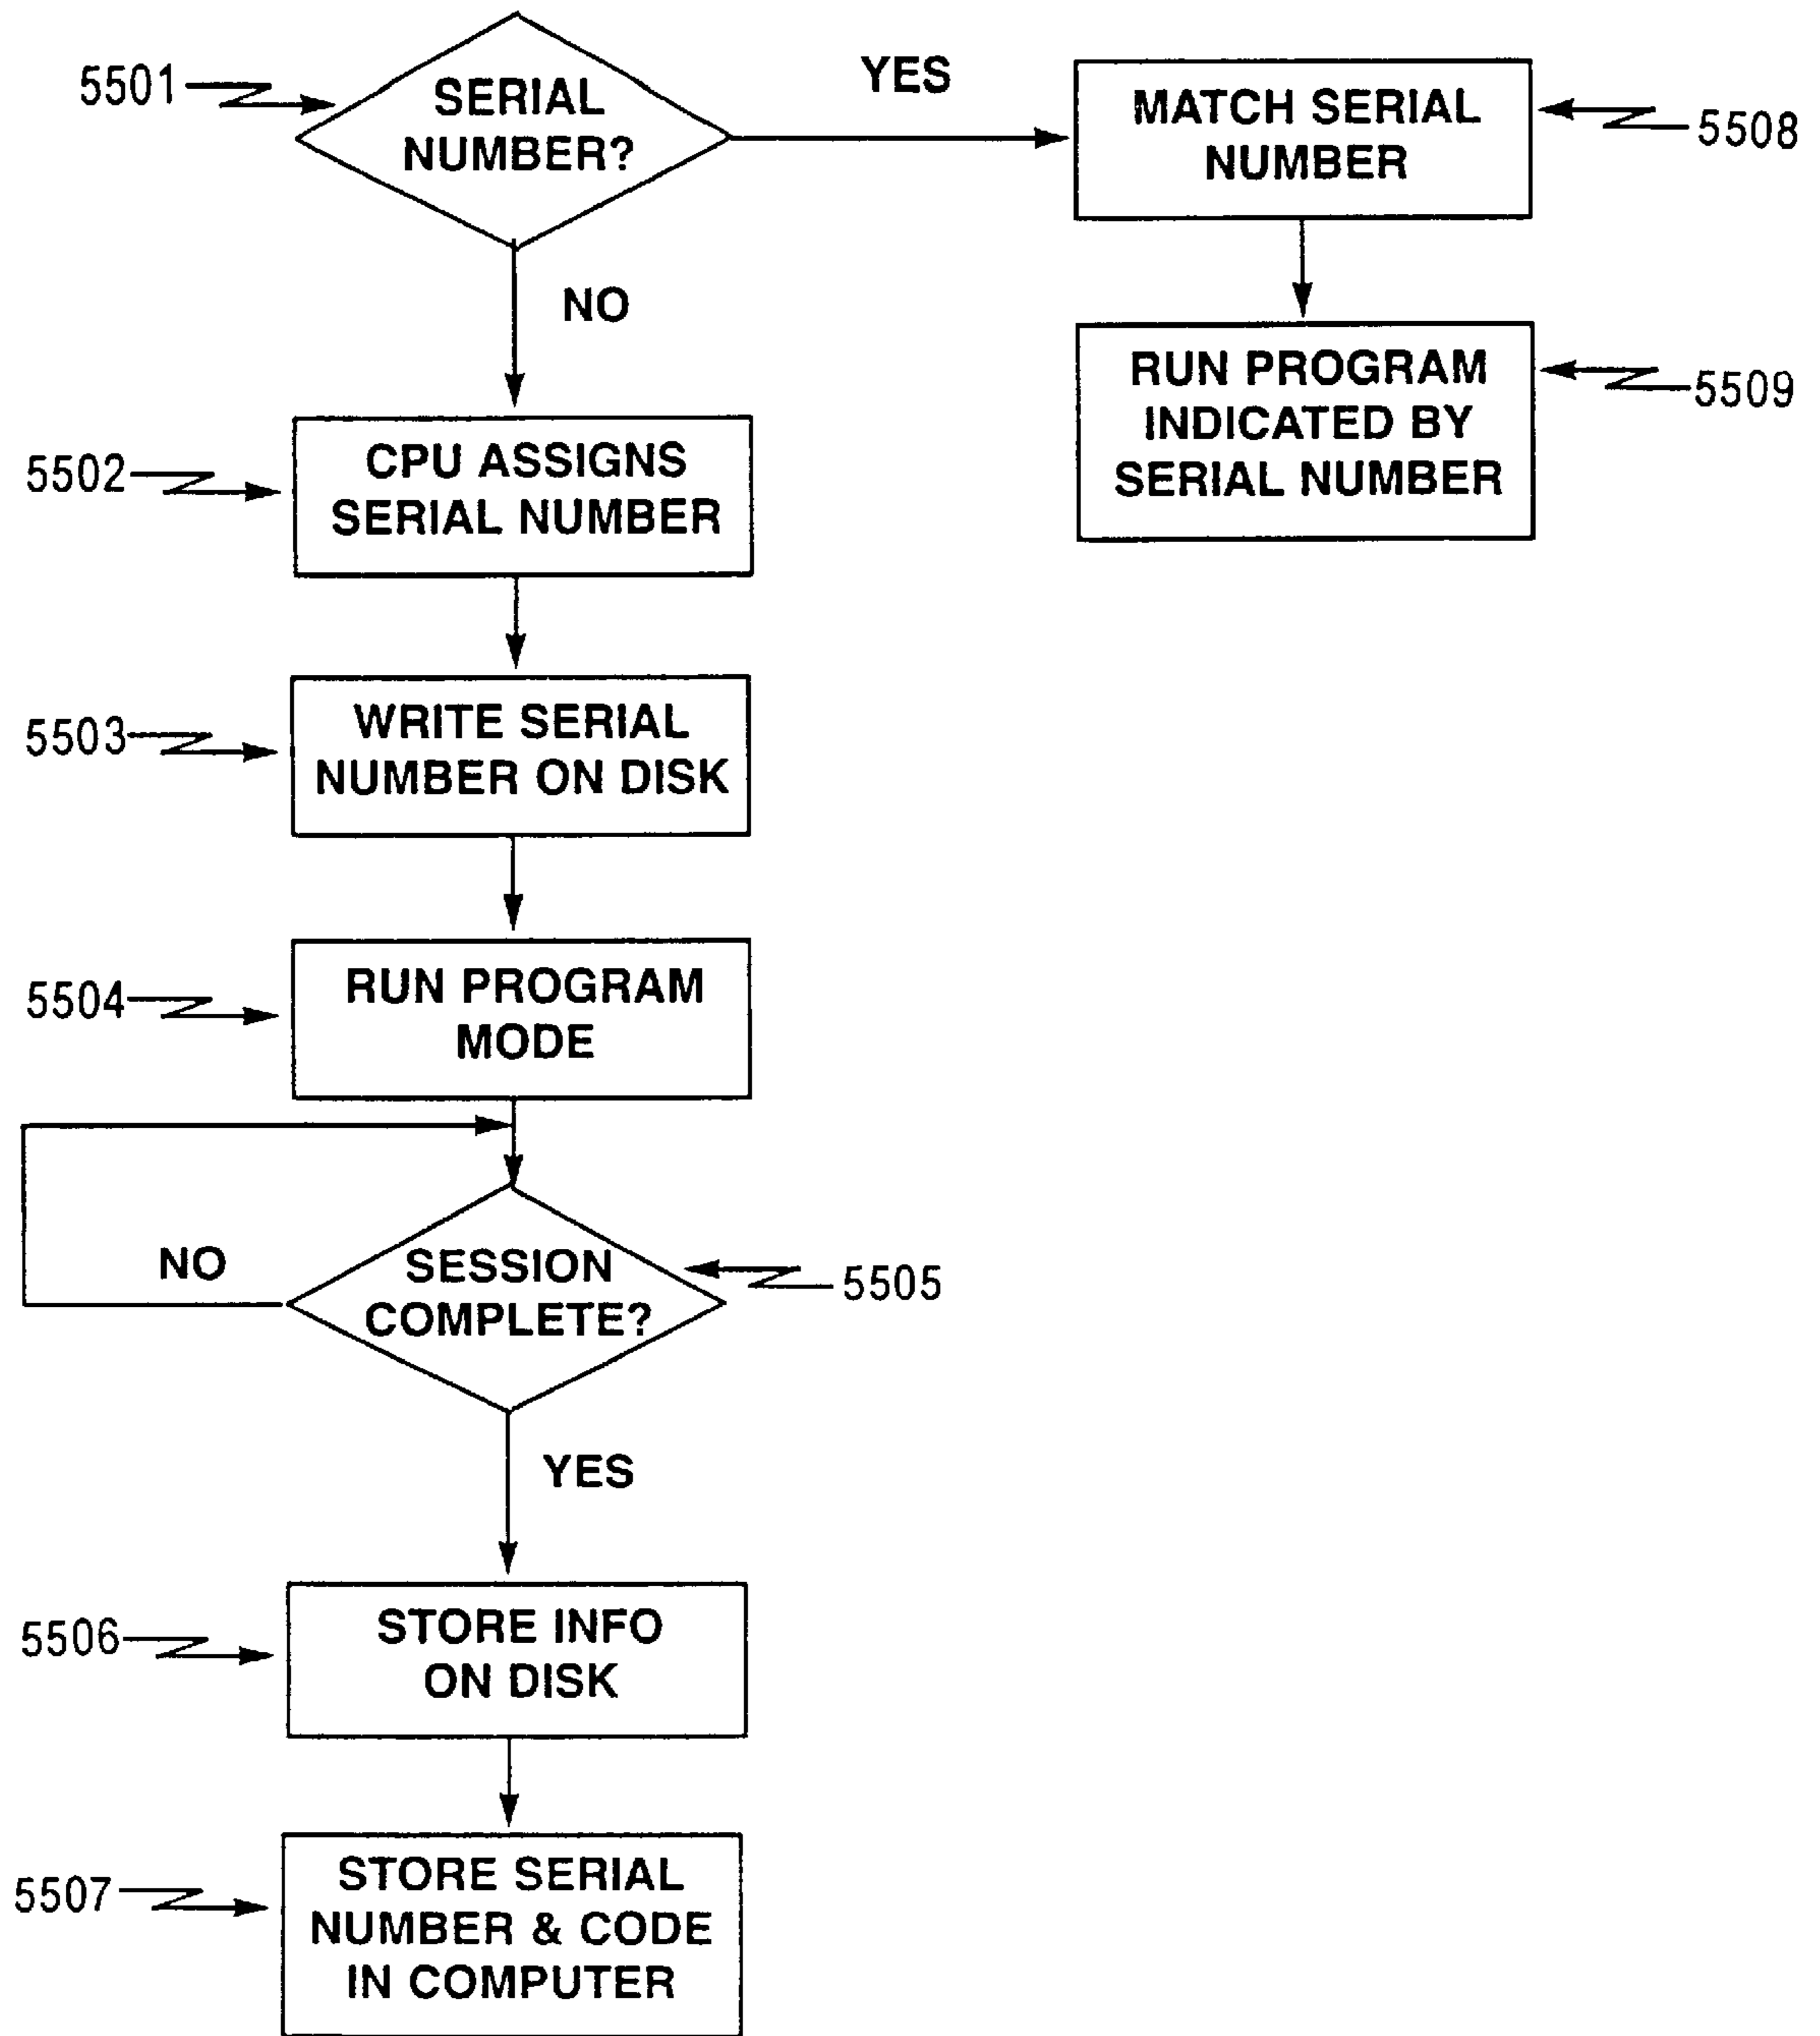 5501
SERIAL
NUMBER?
YES
MATCH SERIAL
NUMBER
5508
NO
RUN PROGRAM
INDICATED BY
SERIAL NUMBER
5509
5502
CPU ASSIGNS
SERIAL NUMBER
5503
WRITE SERIAL
NUMBER ON DISK
5504
RUN PROGRAM
MODE
NO
SESSION
COMPLETE?
5505
YES
5506
STORE INFO
ON DISK
5507
STORE SERIAL
NUMBER & CODE
IN COMPUTER